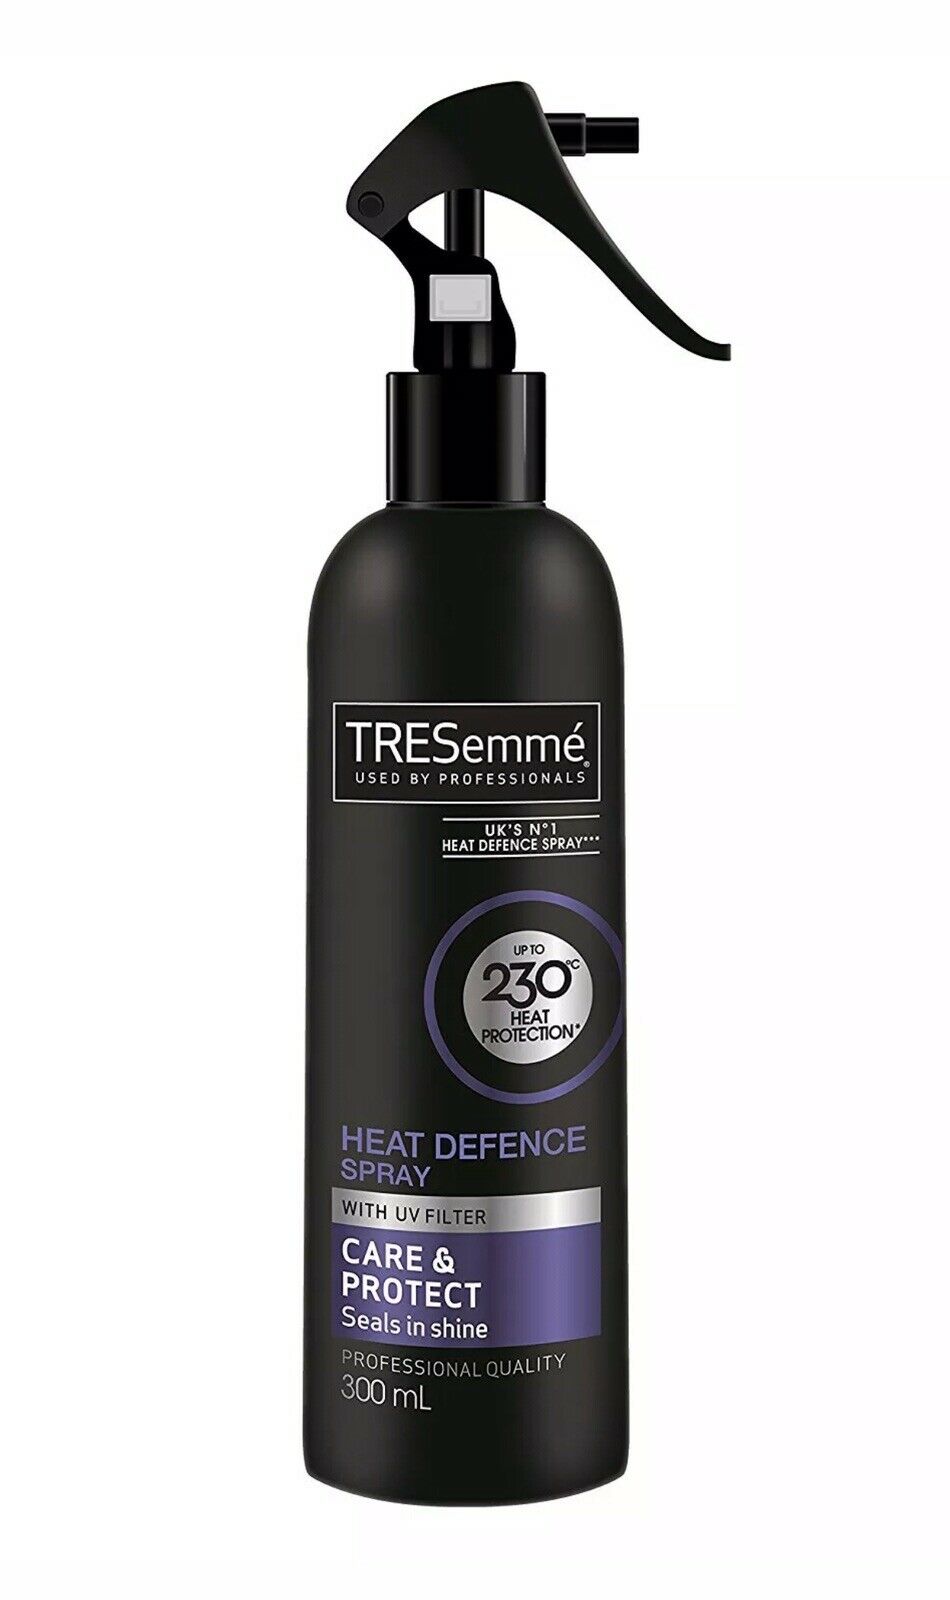 TRESemmé®
USED BY PROFESSIONALS
UK'S N°1
HEAT DEFENCE SPRAY***
UP TO
230°C
HEAT
PROTECTION*
HEAT DEFENCE
SPRAY
WITH UV FILTER
CARE &
PROTECT
Seals in shine
PROFESSIONAL QUALITY
300 mL